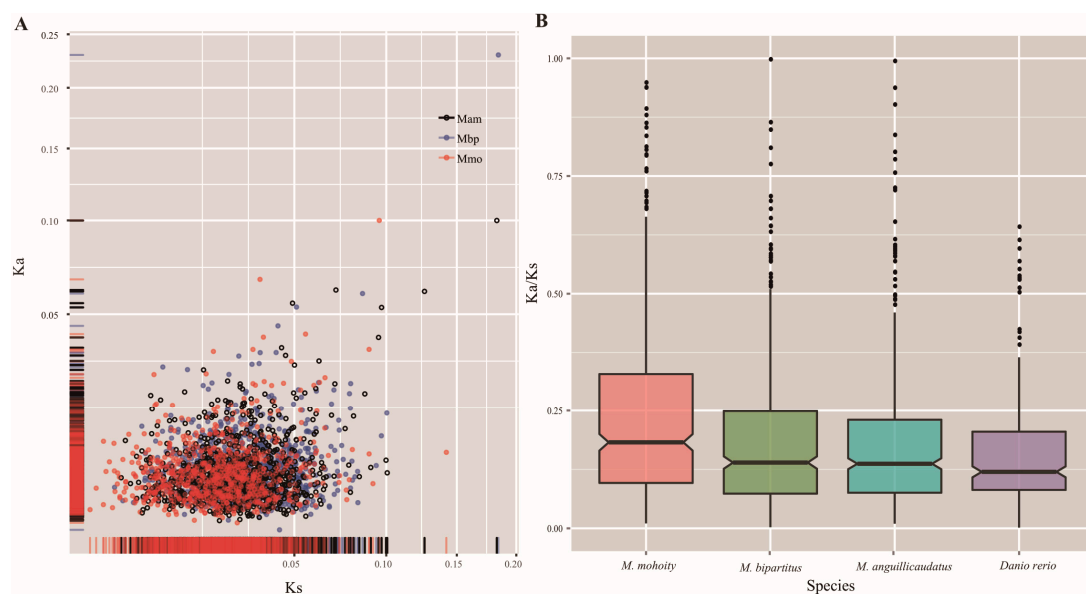 A
0.25
0.20
0.15
0.10
0.05
Ka
Mam
Mbp
Mmo
0.05
0.10
0.15
0.20
Ks
B
1.00
0.75
0.50
0.25
0.00
Ka/Ks
M. mohoity
M. bipartitus
M. anguillicaudatus
Danio rerio
Species